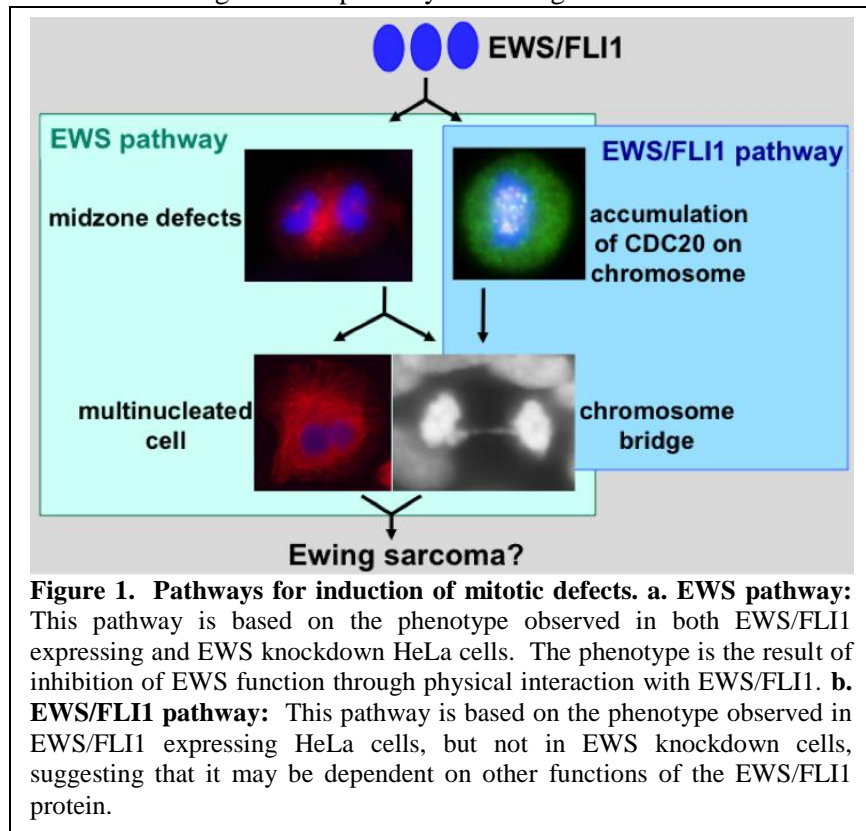 EWS/FLI1
EWS pathway
EWS/FLI1
pathway
midzone defects
accumulation
of CDC20 on
chromosome
multinucleated
cell
chromosome
bridge
Ewing sarcoma?
Figure 1. Pathways for induction of mitotic defects. a. EWS pathway:
This pathway is based on the phenotype observed in both EWS/FLI1
expressing and EWS knockdown HeLa cells. The phenotype is the result of
inhibition of EWS function through physical interaction with EWS/FLI1. b.
EWS/FLI1 pathway: This pathway is based on the phenotype observed in
EWS/FLI1 expressing HeLa cells, but not in EWS knockdown cells,
suggesting that it may be dependent on other functions of the EWS/FLI1
protein.